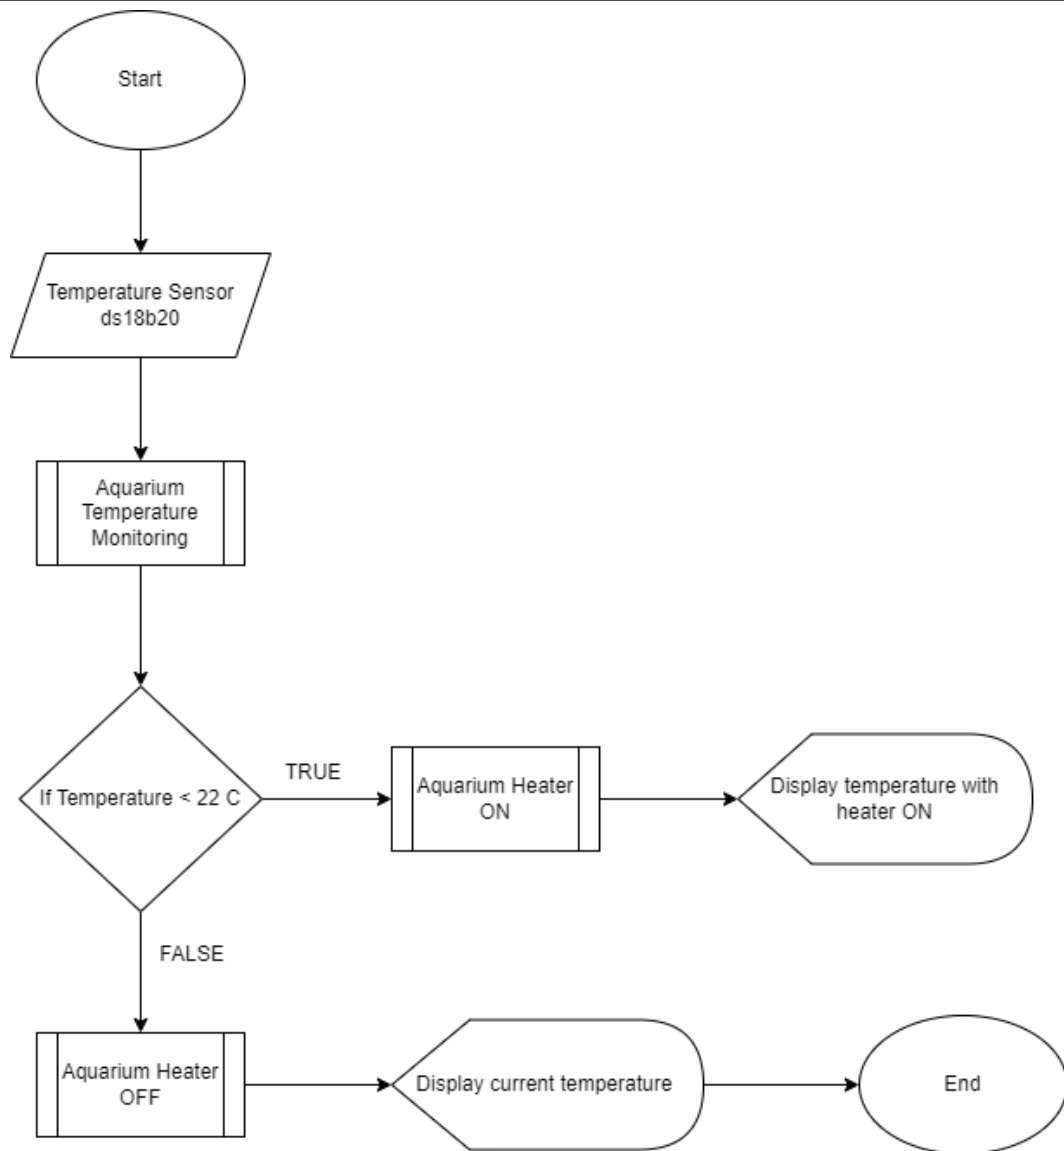 Start
Temperature Sensor
ds18b20
Aquarium
Temperature
Monitoring
If Temperature < 22 C
TRUE
Aquarium Heater
ON
Display temperature with
heater ON
FALSE
Aquarium Heater
OFF
Display current temperature
End